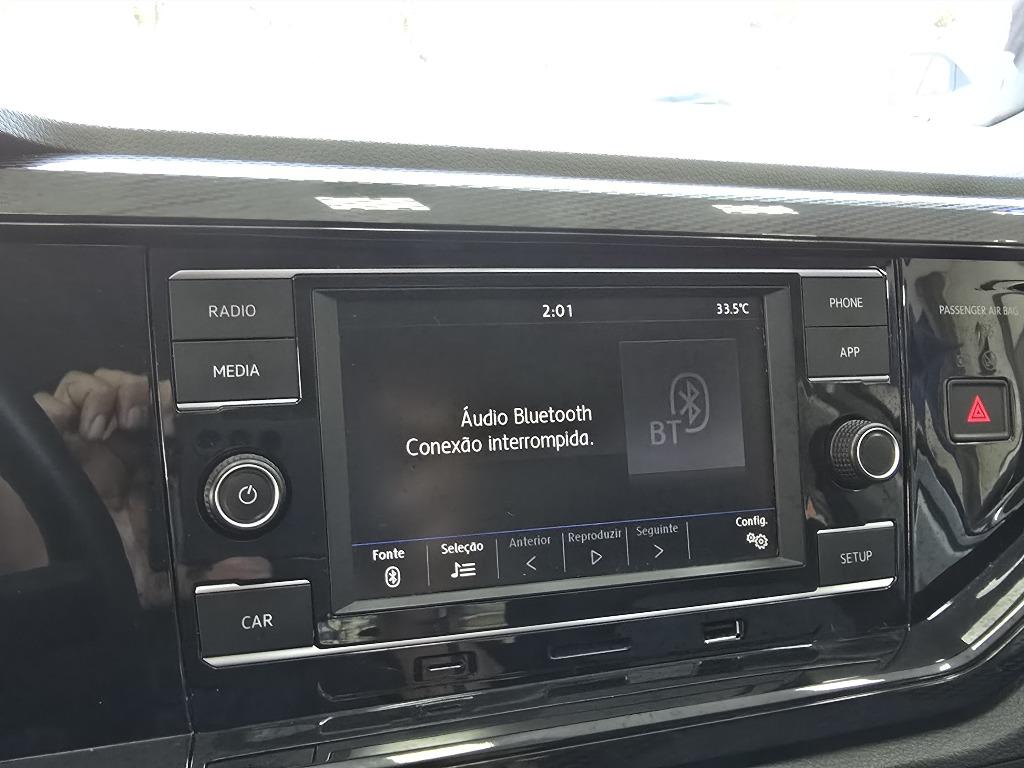 RADIO
MEDIA
CAR
2:01
33.5°C
Áudio Bluetooth
Conexão interrompida.
BT
Fonte
Seleção
Anterior
Reproduzir
Seguinte
Config.
PHONE
APP
SETUP
PASSENGER AIR BAG